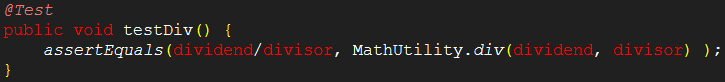 @Test
public void testDiv() {
    assertEquals(dividend/divisor, MathUtility.div(dividend, divisor) );
}